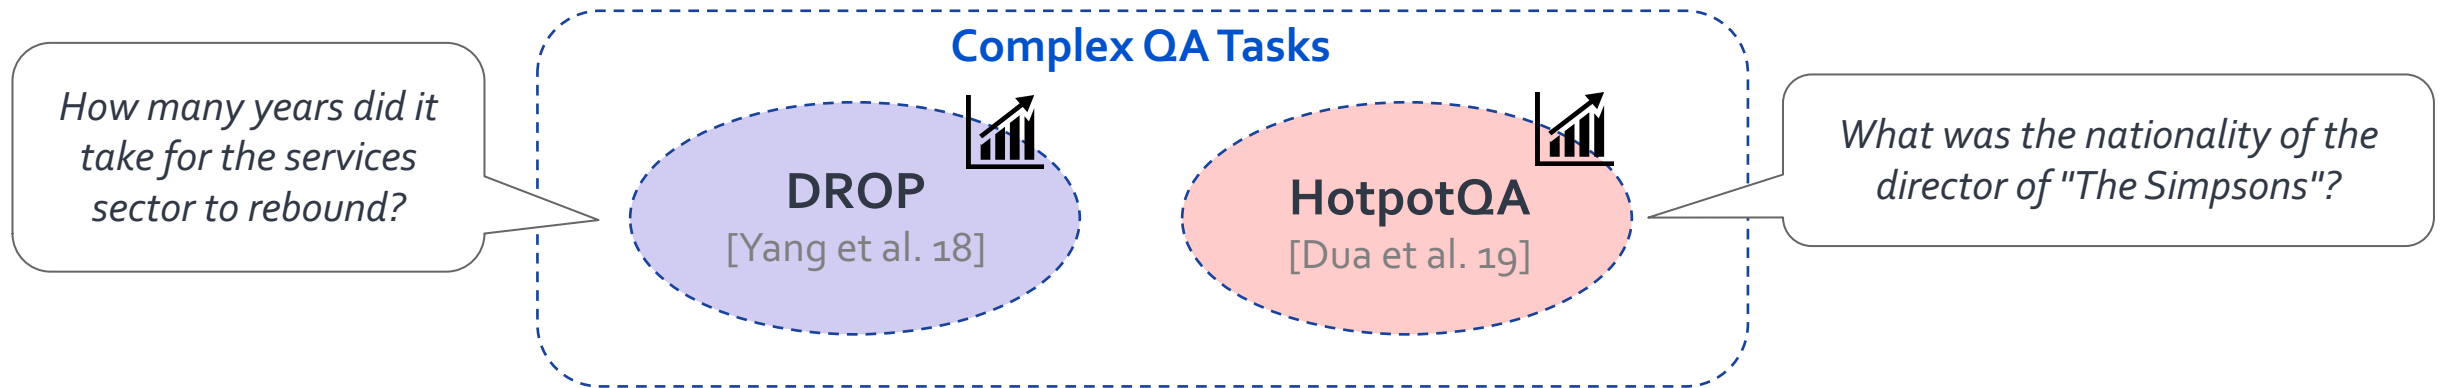 Complex QA Tasks
How many years did it
take for the services
sector to rebound?
DROP
[Yang et al. 18]
HotpotQA
[Dua et al. 19]
What was the nationality of the
director of "The Simpsons"?